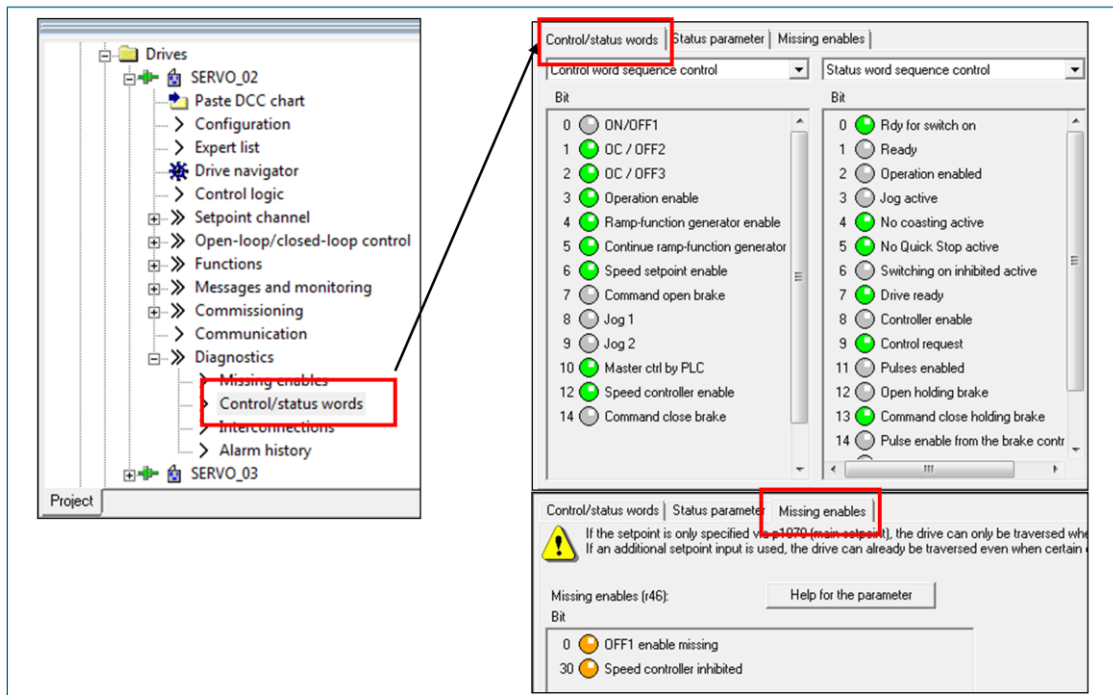 Drives
SERVO_02
Paste DCC chart
Configuration
Expert list
Drive navigator
Control logic
Setpoint channel
Open-loop/closed-loop control
Functions
Messages and monitoring
Commissioning
Communication
Diagnostics
Missing enables
Control/status words
Interconnections
Alarm history
SERVO_03
Project
Control/status words Status parameter Missing enables
Control word sequence control
Bit
0 ON/OFF1
1 OC / OFF2
2 OC / OFF3
3 Operation enable
4 Ramp-function generator enable
5 Continue ramp-function generator
6 Speed setpoint enable
7 Command open brake
8 Jog 1
9 Jog 2
10 Master ctrl by PLC
12 Speed controller enable
14 Command close brake
Status word sequence control
Bit
0 Rdy for switch on
1 Ready
2 Operation enabled
3 Jog active
4 No coasting active
5 No Quick Stop active
6 Switching on inhibited active
7 Drive ready
8 Controller enable
9 Control request
11 Pulses enabled
12 Open holding brake
13 Command close holding brake
14 Pulse enable from the brake contr
Control/status words Status parameter Missing enables
If the setpoint is only specified via p1070 (main setpoint), the drive can only be traversed whe
If an additional setpoint input is used, the drive can already be traversed even when certain
Missing enables (r46): Help for the parameter
Bit
0 OFF1 enable missing
30 Speed controller inhibited